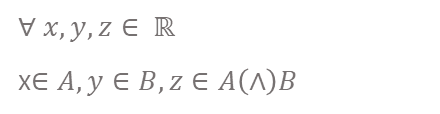 ∀ x, y, z ∈ ℝ
x∈ A, y ∈ B, z ∈ A(∧)B